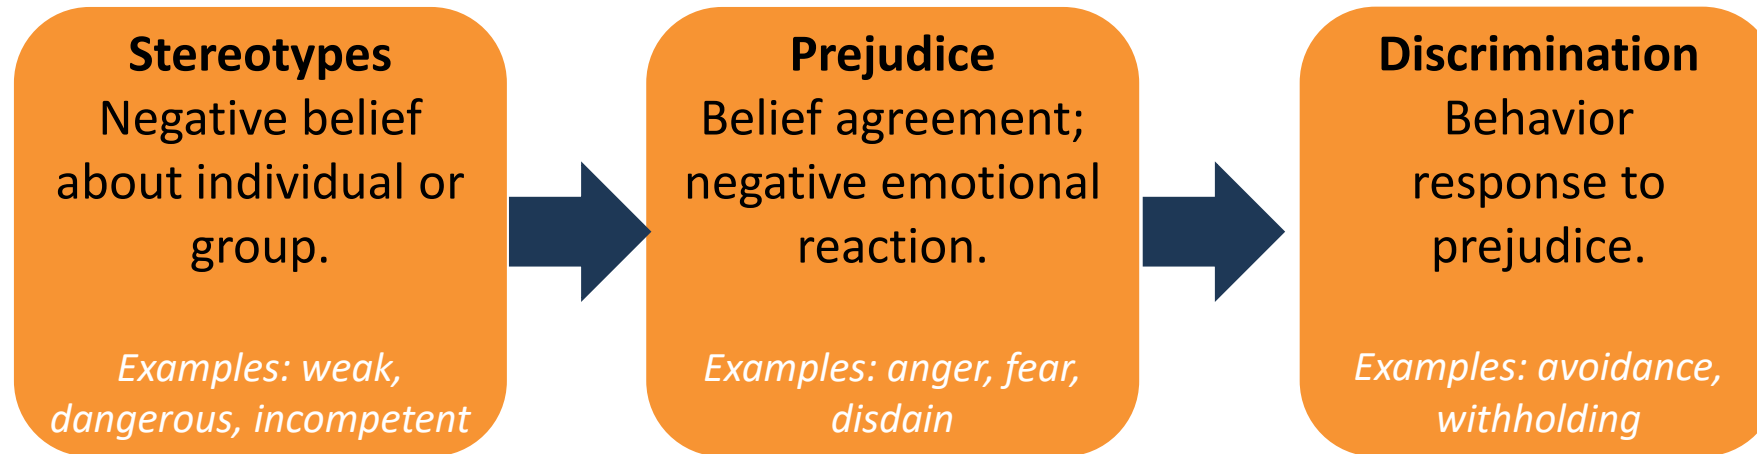 Stereotypes
Negative belief
about individual or
group.
Examples: weak,
dangerous, incompetent
Prejudice
Belief agreement;
negative emotional
reaction.
Examples: anger, fear,
disdain
Discrimination
Behavior
response to
prejudice.
Examples: avoidance,
withholding